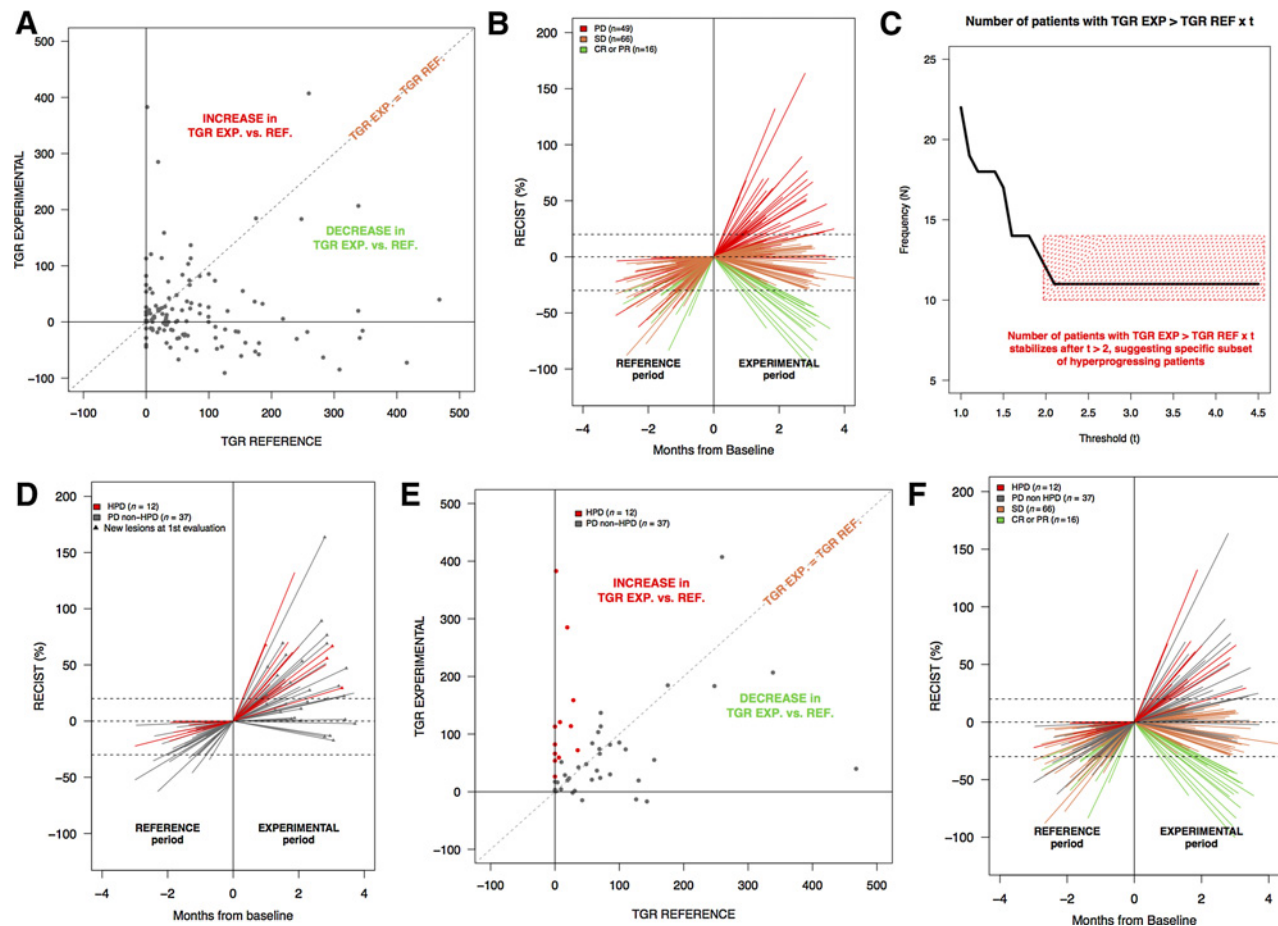 A
500
400
300
200
100
0
−100
TGR EXPERIMENTAL
INCREASE in
TGR EXP. vs. REF.
TGR EXP. = TGR REF.
DECREASE in
TGR EXP. vs. REF.
−100 0 100 200 300 400 500
TGR REFERENCE
B
200
150
100
50
0
−50
−100
RECIST (%)
PD (n=49)
SD (n=66)
CR or PR (n=16)
REFERENCE
period
EXPERIMENTAL
period
−4 −2 0 2 4
Months from Baseline
C
Number of patients with TGR EXP > TGR REF x t
25
20
15
10
5
Frequency (N)
Number of patients with TGR EXP > TGR REF x t
stabilizes after t > 2, suggesting specific subset
of hyperprogressing patients
1.0 1.5 2.0 2.5 3.0 3.5 4.0 4.5
Threshold (t)
D
200
150
100
50
0
−50
−100
RECIST (%)
HPD (n = 12)
PD non−HPD (n = 37)
New lesions at 1st evaluation
REFERENCE
period
EXPERIMENTAL
period
−4 −2 0 2 4
Months from baseline
E
500
400
300
200
100
0
−100
TGR EXPERIMENTAL
HPD (n = 12)
PD non−HPD (n = 37)
INCREASE in
TGR EXP. vs. REF.
TGR EXP. = TGR REF.
DECREASE in
TGR EXP. vs. REF.
−100 0 100 200 300 400 500
TGR REFERENCE
F
200
150
100
50
0
−50
−100
RECIST (%)
HPD (n = 12)
PD non HPD (n = 37)
SD (n=66)
CR or PR (n=16)
REFERENCE
period
EXPERIMENTAL
period
−4 −2 0 2 4
Months from Baseline